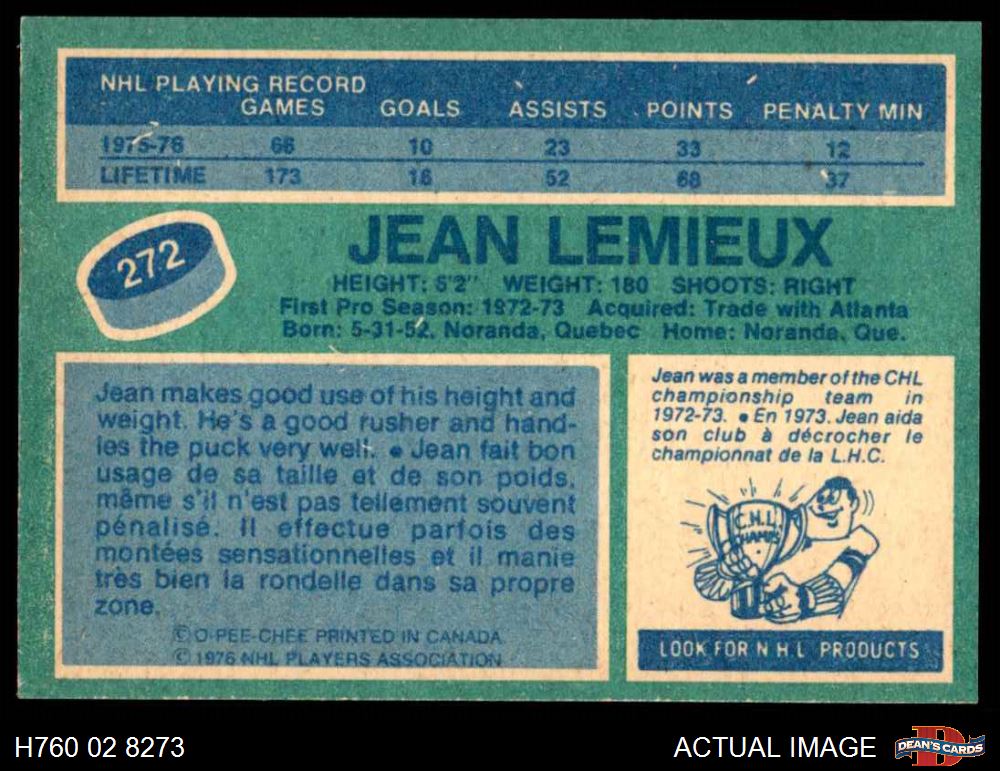 NHL PLAYING RECORD
GAMES GOALS ASSISTS POINTS PENALTY MIN
1975-76 66 10 23 33 12
LIFETIME 173 16 52 68 37
272
JEAN LEMIEUX
HEIGHT: 6'2" WEIGHT: 180 SHOOTS: RIGHT
First Pro Season: 1972-73 Acquired: Trade with Atlanta
Born: 5-31-52, Noranda, Quebec Home: Noranda, Que.
Jean makes good use of his height and
weight. He's a good rusher and hand-
les the puck very well. • Jean fait bon
usage de sa taille et de son poids,
même s'il n'est pas tellement souvent
pénalisé. Il effectue parfois des
montées sensationnelles et il manie
très bien la rondelle dans sa propre
zone.
© O-PEE-CHEE PRINTED IN CANADA
© 1976 NHL PLAYERS ASSOCIATION
Jean was a member of the CHL
championship team in
1972-73. • En 1973, Jean aida
son club à décrocher le
championnat de la L.H.C.
C.H.L.
CHAMPS
LOOK FOR N H L PRODUCTS
H760 02 8273
ACTUAL IMAGE
DEAN'S CARDS